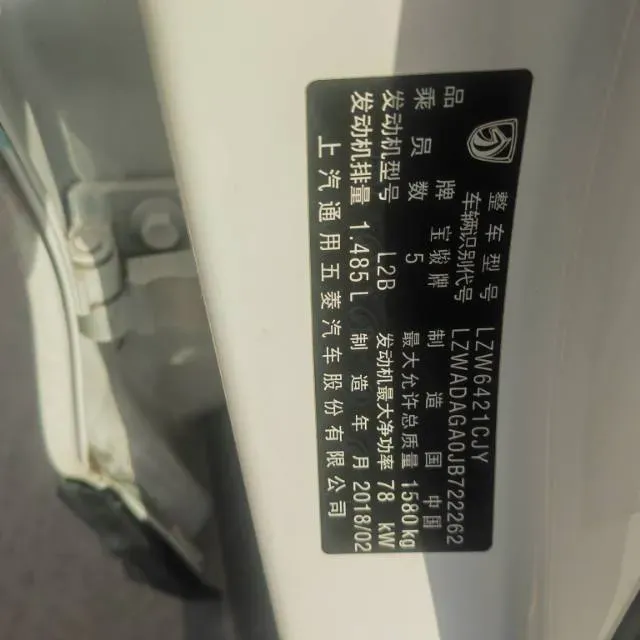 整车型号 LZW6421CJY
车辆识别代号 LZWADAGA0JB722262
品牌 宝骏牌 制造国 中国
乘员数 5 最大允许总质量 1580kg
发动机型号 L2B 发动机最大净功率 78 kW
发动机排量 1.485L 制造年月 2018/02
上汽通用五菱汽车股份有限公司